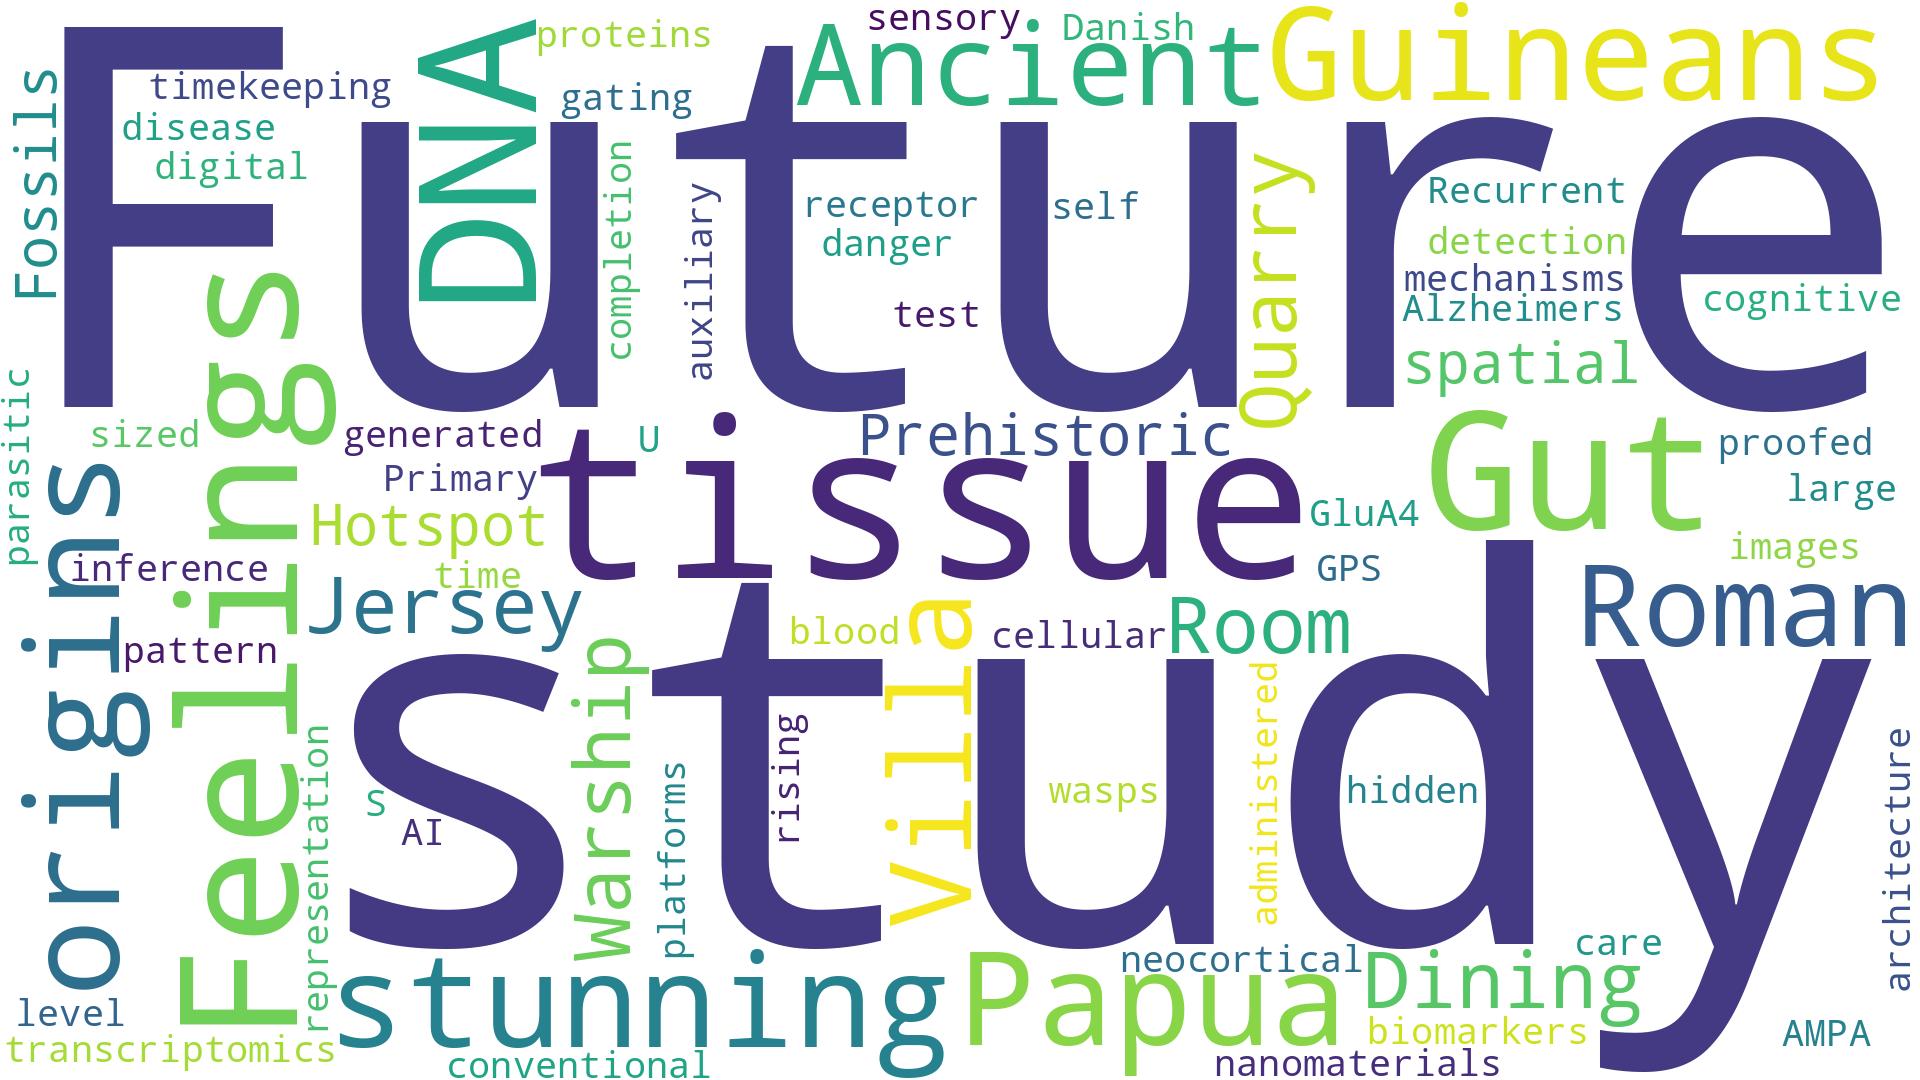 sensory
Danish
proteins
Ancient
Guineans
Future
timekeeping
disease
digital
DNA
gating
Fossils
completion
auxiliary
receptor
danger
self
test
Quarry
Recurrent
detection
mechanisms
Alzheimers
cognitive
spatial
parasitic
sized
Feelings
generated
U
Primary
tissue
Prehistoric
Gut
proofed
large
Hotspot
GluA4
images
origins
inference
time
GPS
Jersey
Roman
pattern
blood
cellular
Room
Villa
Warship
study
representation
S
AI
platforms
rising
wasps
administered
hidden
architecture
level
transcriptomics
stunning
conventional
Papua
neocortical
Dining
care
biomarkers
nanomaterials
AMPA